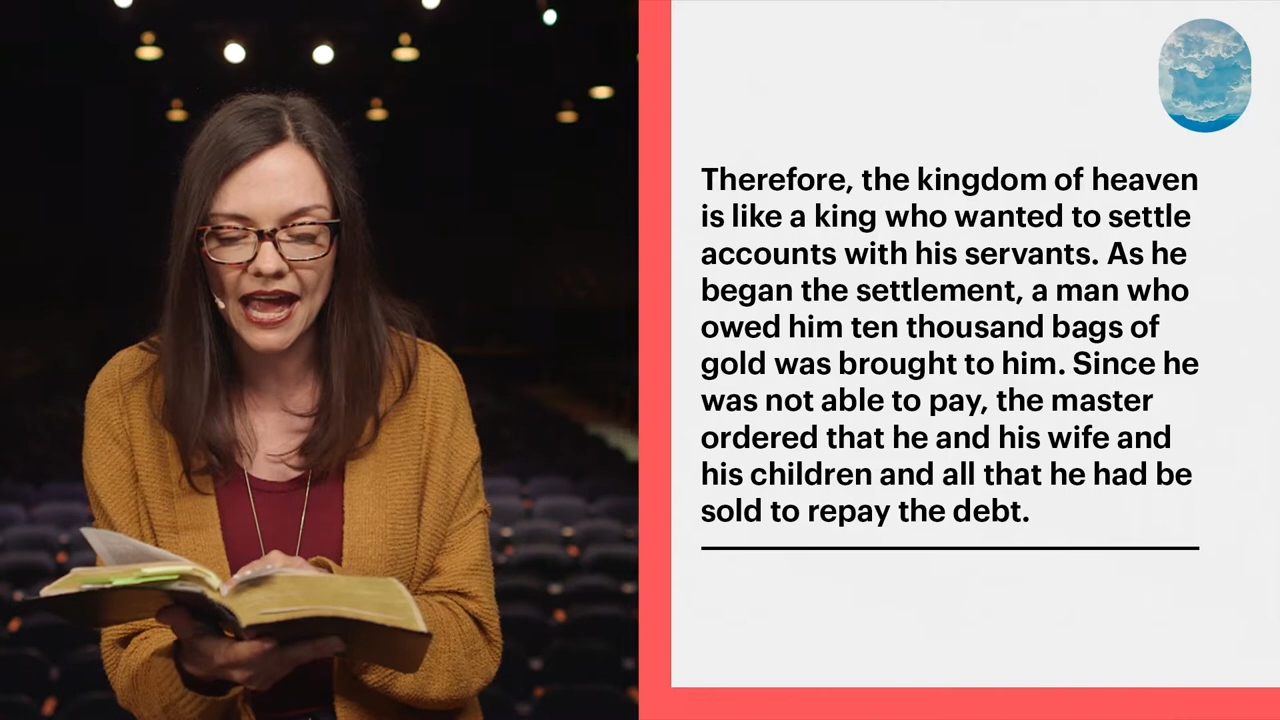 Therefore, the kingdom of heaven
is like a king who wanted to settle
accounts with his servants. As he
began the settlement, a man who
owed him ten thousand bags of
gold was brought to him. Since he
was not able to pay, the master
ordered that he and his wife and
his children and all that he had be
sold to repay the debt.